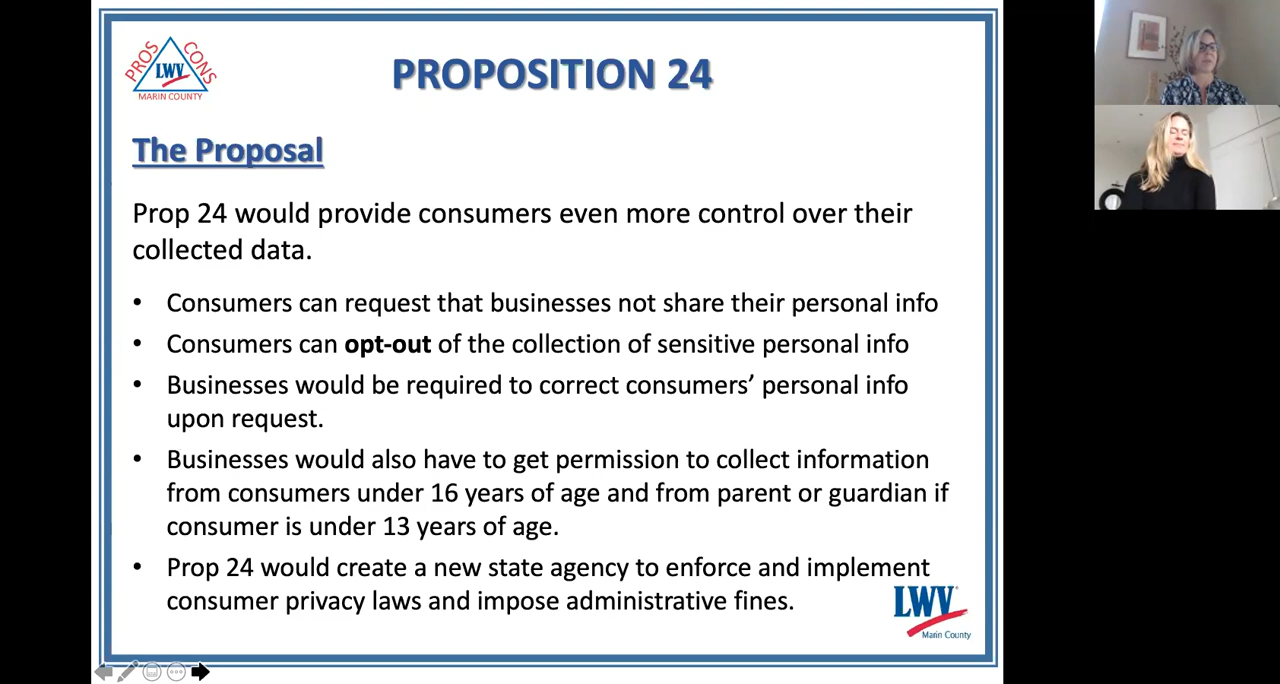 PROS
CONS
LWV
MARIN COUNTY
PROPOSITION 24
The Proposal
Prop 24 would provide consumers even more control over their
collected data.
• Consumers can request that businesses not share their personal info
• Consumers can opt-out of the collection of sensitive personal info
• Businesses would be required to correct consumers’ personal info
upon request.
• Businesses would also have to get permission to collect information
from consumers under 16 years of age and from parent or guardian if
consumer is under 13 years of age.
• Prop 24 would create a new state agency to enforce and implement
consumer privacy laws and impose administrative fines.
LWV
Marin County